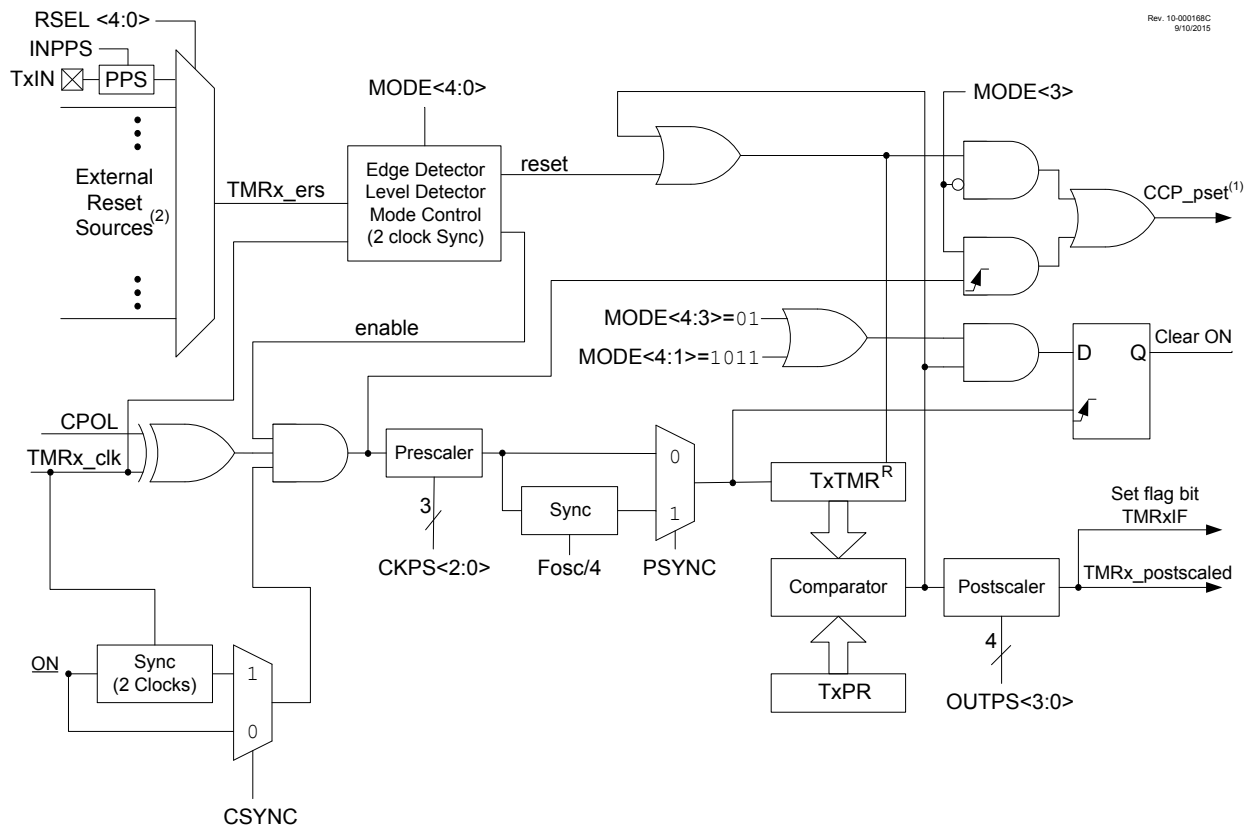 Rev. 10-000168C
9/10/2015
RSEL <4:0>
INPPS
TxIN
PPS
MODE<4:0>
MODE<3>
External
Reset
Sources(2)
TMRx_ers
Edge Detector
Level Detector
Mode Control
(2 clock Sync)
reset
CCP_pset(1)
enable
MODE<4:3>=01
MODE<4:1>=1011
D
Q
Clear ON
CPOL
TMRx_clk
Prescaler
3
CKPS<2:0>
Sync
Fosc/4
0
1
PSYNC
TxTMR
R
Comparator
TxPR
Postscaler
4
OUTPS<3:0>
Set flag bit
TMRxIF
TMRx_postscaled
ON
Sync
(2 Clocks)
1
0
CSYNC